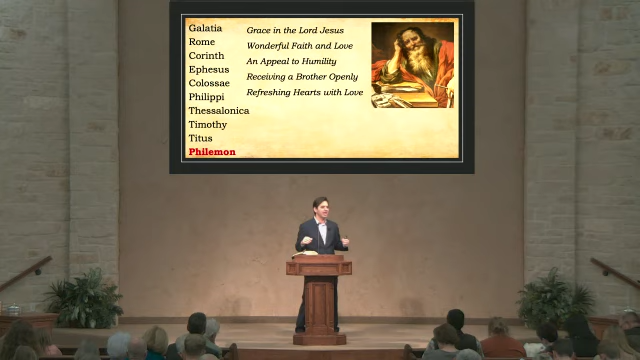 Galatia
Rome
Corinth
Ephesus
Colossae
Philippi
Thessalonica
Timothy
Titus
Philemon
Grace in the Lord Jesus
Wonderful Faith and Love
An Appeal to Humility
Receiving a Brother Openly
Refreshing Hearts with Love